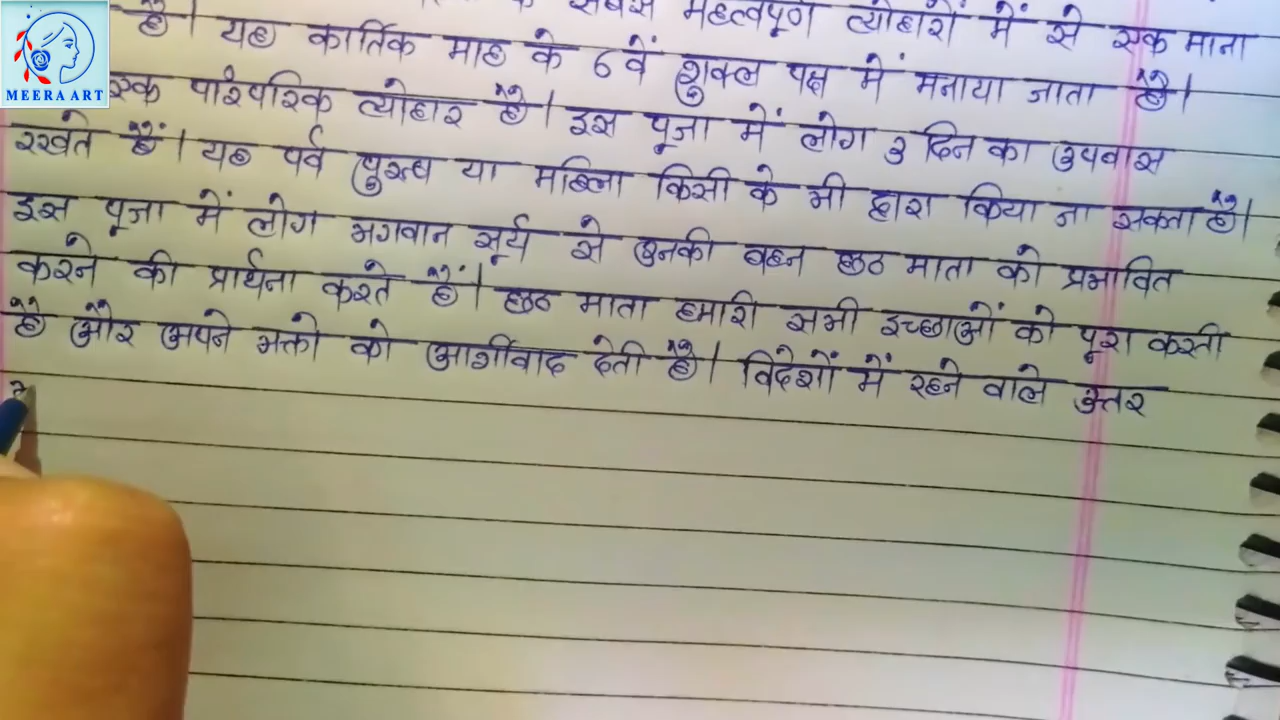 सबसे महत्वपूर्ण त्योहारों में से एक माना
है। यह कार्तिक माह के 6वें शुक्ल पक्ष में मनाया जाता है।
एक पारंपरिक त्योहार है। इस पूजा में लोग 3 दिन का उपवास
रखते हैं। यह पर्व पुरुष या महिला किसी के भी द्वारा किया जा सकता है।
इस पूजा में लोग भगवान सूर्य से उनकी बहन छठ माता को प्रभावित
करने की प्रार्थना करते हैं। छठ माता हमारी सभी इच्छाओं को पूरा करती
है और अपने भक्तो को आर्शीवाद देती है। विदेशों में रहने वाले उत्तर
MEERA ART